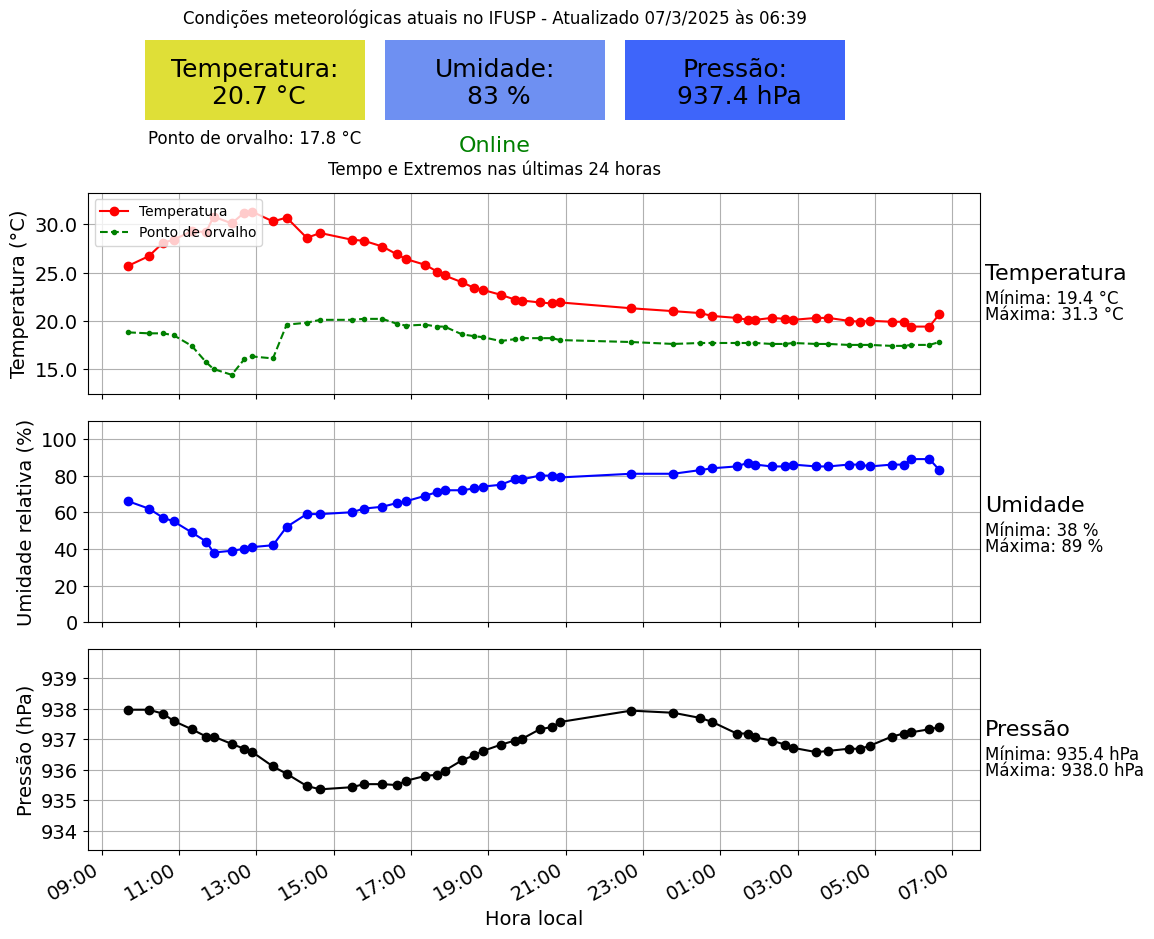 Condições meteorológicas atuais no IFUSP - Atualizado 07/3/2025 às 06:39
Temperatura:
20.7 °C
Umidade:
83 %
Pressão:
937.4 hPa
Ponto de orvalho: 17.8 °C
Online
Tempo e Extremos nas últimas 24 horas
Temperatura (°C)
30.0
25.0
20.0
15.0
Temperatura
Ponto de orvalho
Temperatura
Mínima: 19.4 °C
Máxima: 31.3 °C
Umidade relativa (%)
100
80
60
40
20
0
Umidade
Mínima: 38 %
Máxima: 89 %
Pressão (hPa)
939
938
937
936
935
934
Pressão
Mínima: 935.4 hPa
Máxima: 938.0 hPa
09:00
11:00
13:00
15:00
17:00
19:00
21:00
23:00
01:00
03:00
05:00
07:00
Hora local